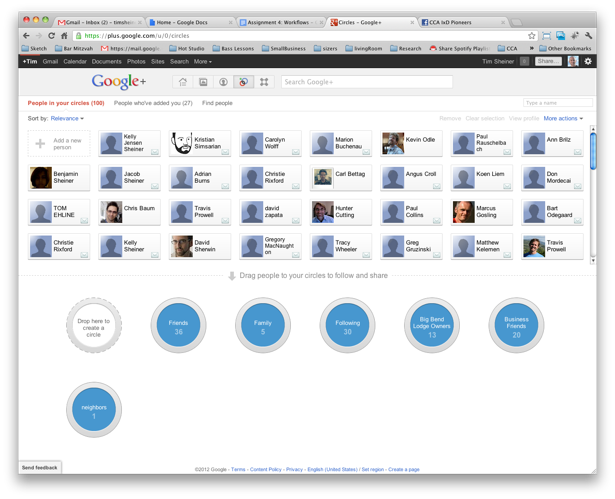 Gmail - Inbox (2) - timshein
Home - Google Docs
Assignment 4: Workflows
Circles - Google+
CCA IxD Pioneers
https://plus.google.com/u/0/circles
Sketch Bar Mitzvah https://mail.google Hot Studio Bass Lessons SmallBusiness sizers livingRoom Research Share Spotify Playlis CCA Other Bookmarks
+Tim Gmail Calendar Documents Photos Sites Search More Tim Sheiner Share...
Google+
Search Google+
People in your circles (100) People who've added you (27) Find people Type a name
Sort by: Relevance Remove Clear selection View profile More actions
Add a new
person
Kelly
Jensen
Sheiner
Kristian
Simsarian
Carolyn
Wolff
Marion
Buchenau
Kevin Odle
Paul
Rauschelba
ch
Ann Brilz
Benjamin
Sheiner
Jacob
Sheiner
Adrian
Burns
Christie
Rixford
Carl Bettag
Angus Croll
Koen Liem
Don
Mordecai
TOM
EHLINE
Chris Baum
Travis
Prowell
david
zapata
Hunter
Cutting
Paul
Collins
Marcus
Gosling
Bart
Odegaard
Christie
Rixford
Kelly
Sheiner
David
Sherwin
Gregory
MacNaught
on
Tracy
Wheeler
Greg
Gruzinski
Matthew
Kelemen
Travis
Prowell
Drag people to your circles to follow and share
Drop here to
create a
circle
Friends
36
Family
5
Following
30
Big Bend
Lodge Owners
13
Business
Friends
20
neighbors
1
Send feedback
©2012 Google - Terms - Content Policy - Privacy - English (United States) / Set region - Create a page